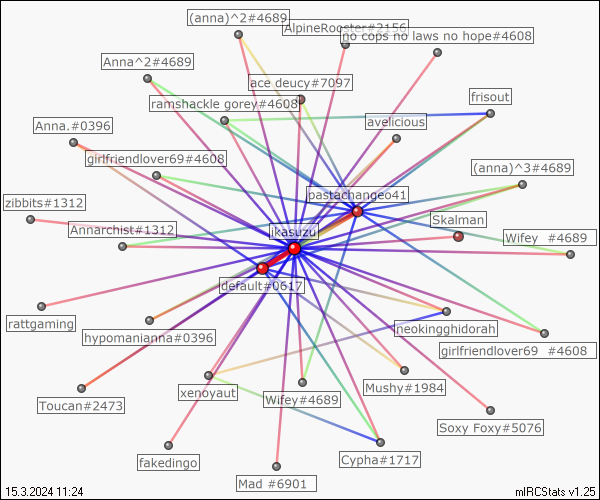 (anna)^2#4689
AlpineRooster#2156
no cops no laws no hope#4608
Anna^2#4689
ace deucy#7097
ramshackle gorey#4608
frisout
Anna.#0396
avelicious
girlfriendlover69#4608
(anna)^3#4689
pastachangeo41
zibbits#1312
Skalman
Annarchist#1312
ikasuzu
Wifey #4689
default#0617
rattgaming
hypomanianna#0396
neokingghidorah
girlfriendlover69 #4608
Toucan#2473
xenoyaut
Wifey#4689
Mushy#1984
Soxy Foxy#5076
fakedingo
Cypha#1717
Mad #6901
15.3.2024 11:24
mIRCStats v1.25